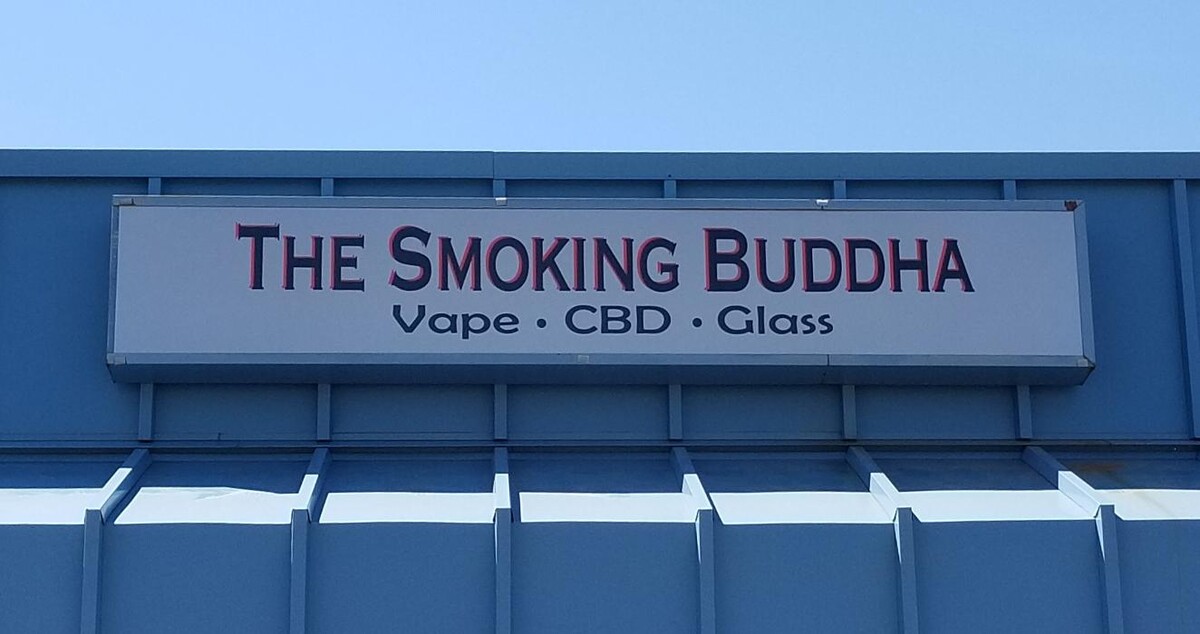 The Smoking Buddha
Vape • CBD • Glass